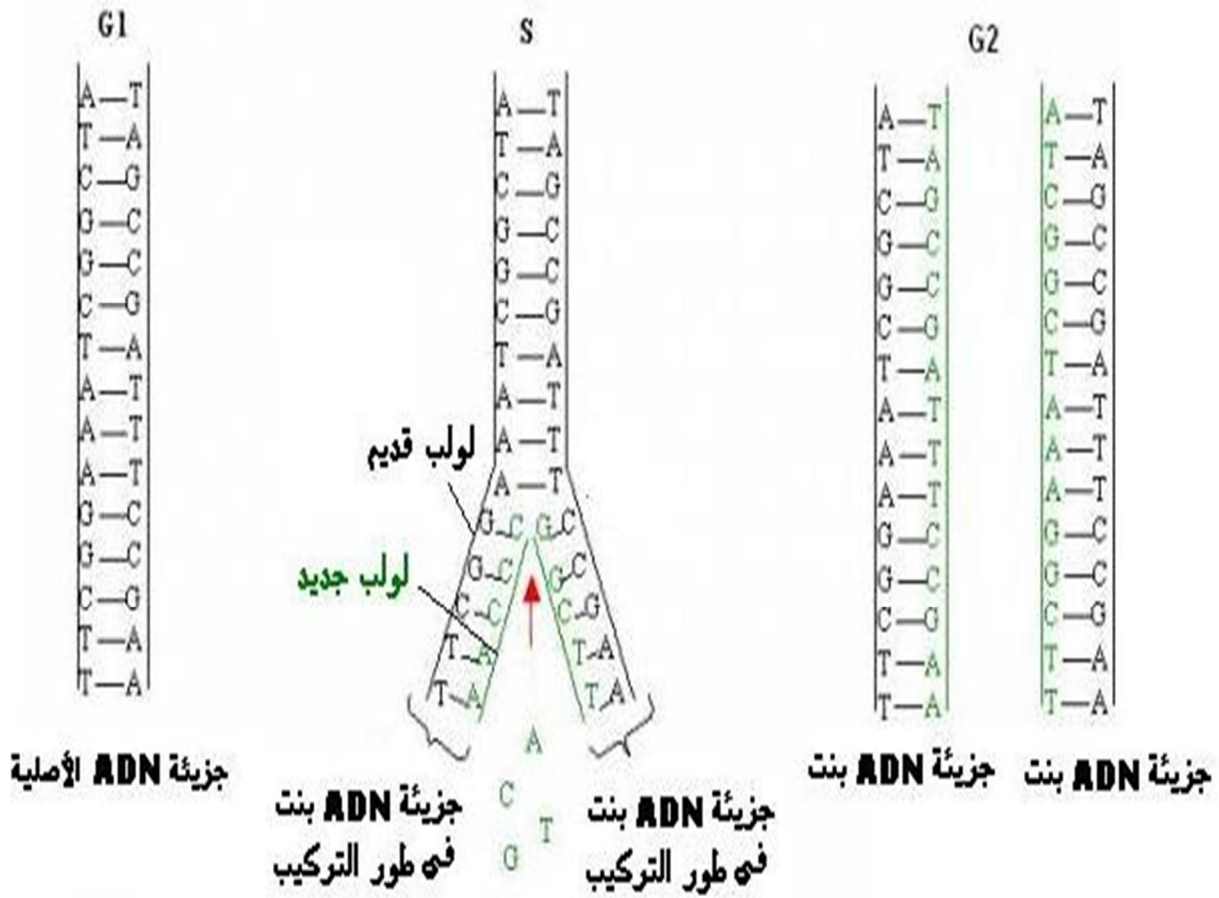 G1
A—T
T—A
C—G
G—C
G—C
C—G
T—A
A—T
A—T
A—T
G—C
G—C
C—G
T—A
T—A
جزيئة ADN الأصلية
S
A—T
T—A
C—G
G—C
G—C
C—G
T—A
A—T
A—T
A—T
G-C G-C
G-C G-C
C-C C-G
T-A T-A
T-A T-A
لولب قديم
لولب جديد
A
C
T
G
جزيئة ADN بنت
في طور التركيب
جزيئة ADN بنت
في طور التركيب
G2
A—T A—T
T—A T—A
C—G C—G
G—C G—C
G—C G—C
C—G C—G
T—A T—A
A—T A—T
A—T A—T
A—T A—T
G—C G—C
G—C G—C
C—G C—G
T—A T—A
T—A T—A
جزيئة ADN بنت
جزيئة ADN بنت